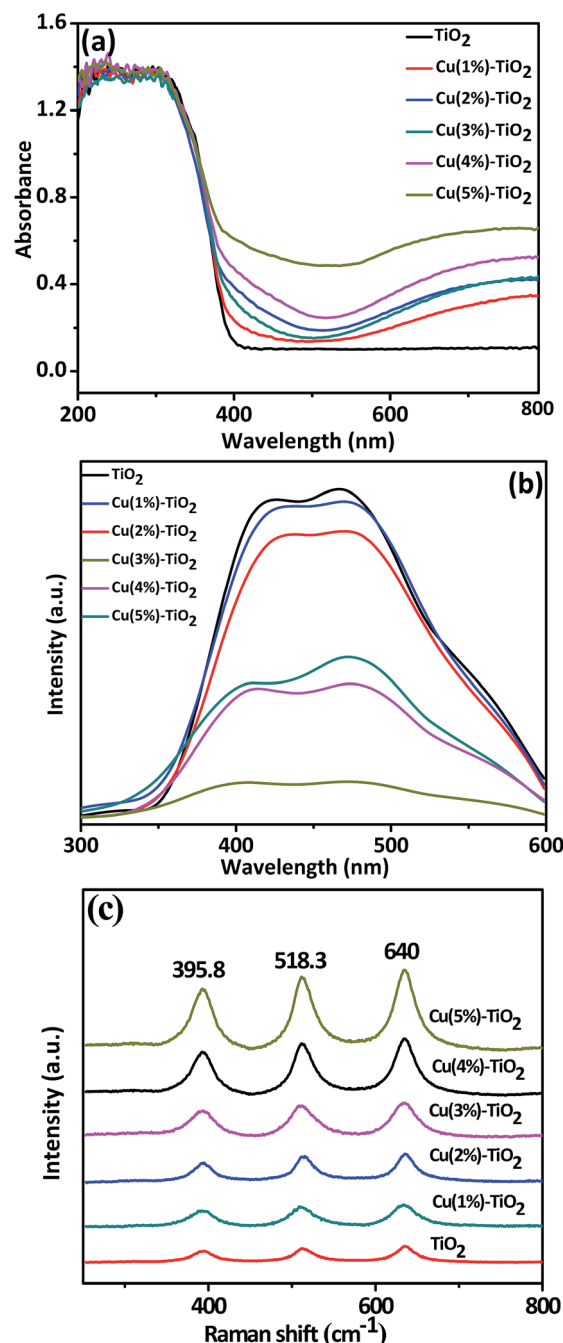 (a)
TiO2
Cu(1%)-TiO2
Cu(2%)-TiO2
Cu(3%)-TiO2
Cu(4%)-TiO2
Cu(5%)-TiO2
1.6
1.2
0.8
0.4
0.0
Absorbance
200 400 600 800
Wavelength (nm)
(b)
TiO2
Cu(1%)-TiO2
Cu(2%)-TiO2
Cu(3%)-TiO2
Cu(4%)-TiO2
Cu(5%)-TiO2
Intensity (a.u.)
300 400 500 600
Wavelength (nm)
(c)
395.8 518.3 640
Cu(5%)-TiO2
Cu(4%)-TiO2
Cu(3%)-TiO2
Cu(2%)-TiO2
Cu(1%)-TiO2
TiO2
Intensity (a.u.)
400 600 800
Raman shift (cm-1)